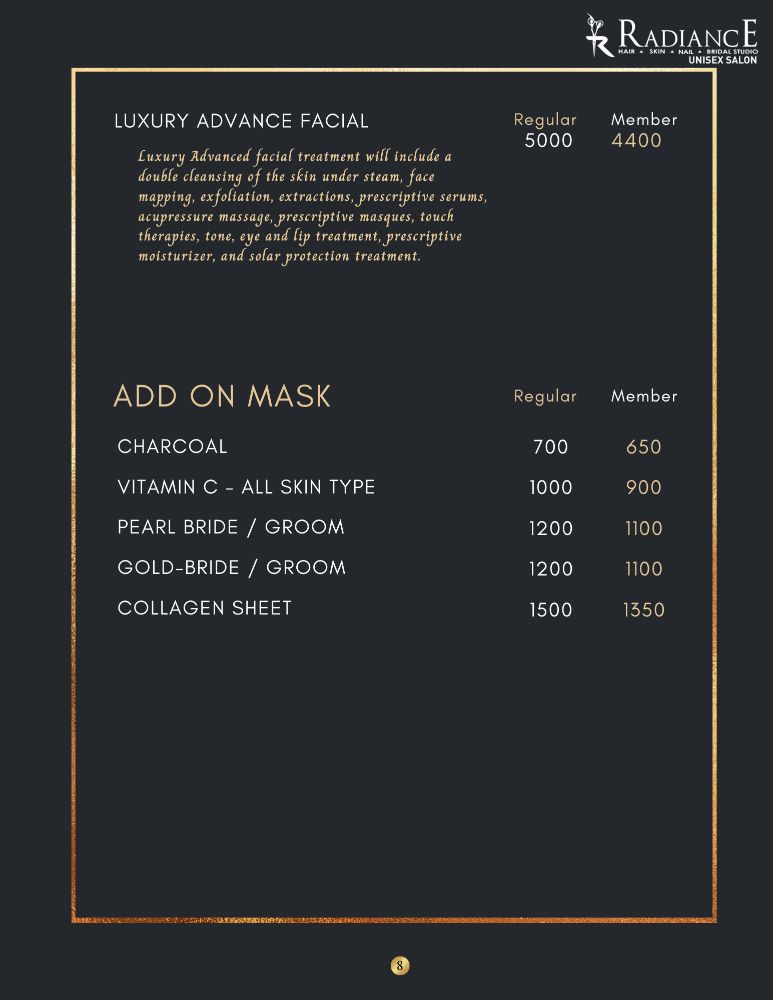 RADIANCE
HAIR ▲ SKIN ▲ NAIL ▲ BRIDAL STUDIO
UNISEX SALON
LUXURY ADVANCE FACIAL Regular Member
5000 4400
Luxury Advanced facial treatment will include a
double cleansing of the skin under steam, face
mapping, exfoliation, extractions, prescriptive serums,
acupressure massage, prescriptive masques, touch
therapies, tone, eye and lip treatment, prescriptive
moisturizer, and solar protection treatment.
ADD ON MASK Regular Member
CHARCOAL 700 650
VITAMIN C - ALL SKIN TYPE 1000 900
PEARL BRIDE / GROOM 1200 1100
GOLD-BRIDE / GROOM 1200 1100
COLLAGEN SHEET 1500 1350
8